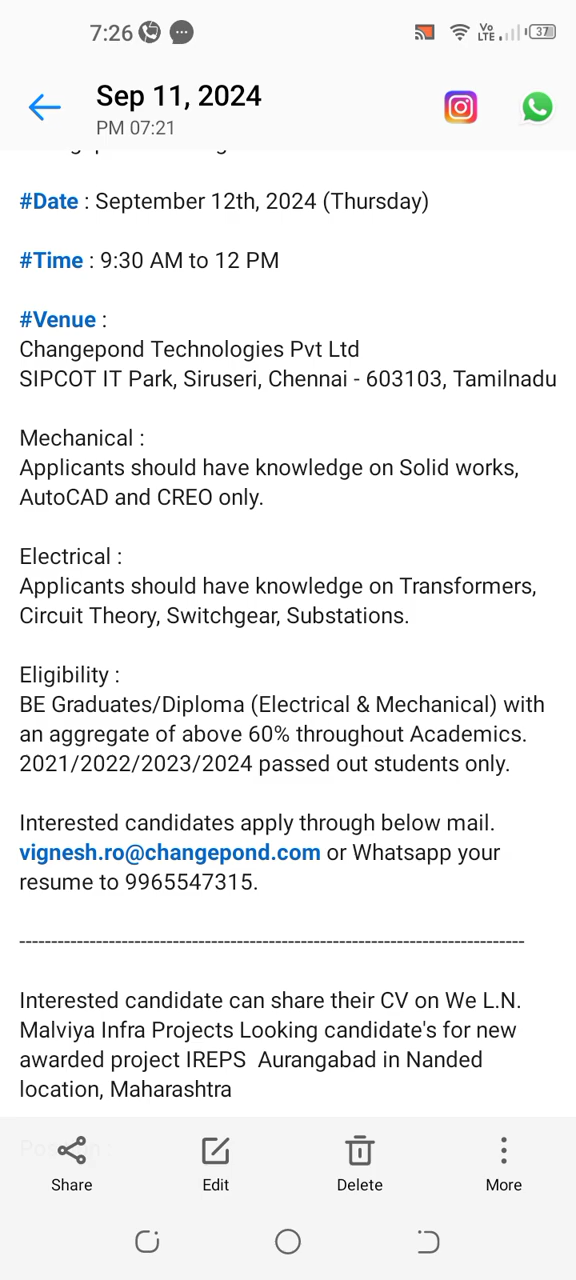 7:26
Vo LTE
37
Sep 11, 2024
PM 07:21
#Date : September 12th, 2024 (Thursday)
#Time : 9:30 AM to 12 PM
#Venue :
Changepond Technologies Pvt Ltd
SIPCOT IT Park, Siruseri, Chennai - 603103, Tamilnadu
Mechanical :
Applicants should have knowledge on Solid works,
AutoCAD and CREO only.
Electrical :
Applicants should have knowledge on Transformers,
Circuit Theory, Switchgear, Substations.
Eligibility :
BE Graduates/Diploma (Electrical & Mechanical) with
an aggregate of above 60% throughout Academics.
2021/2022/2023/2024 passed out students only.
Interested candidates apply through below mail.
vignesh.ro@changepond.com or Whatsapp your
resume to 9965547315.
-------------------------------------------------------------------------------
Interested candidate can share their CV on We L.N.
Malviya Infra Projects Looking candidate's for new
awarded project IREPS  Aurangabad in Nanded
location, Maharashtra
Share
Edit
Delete
More